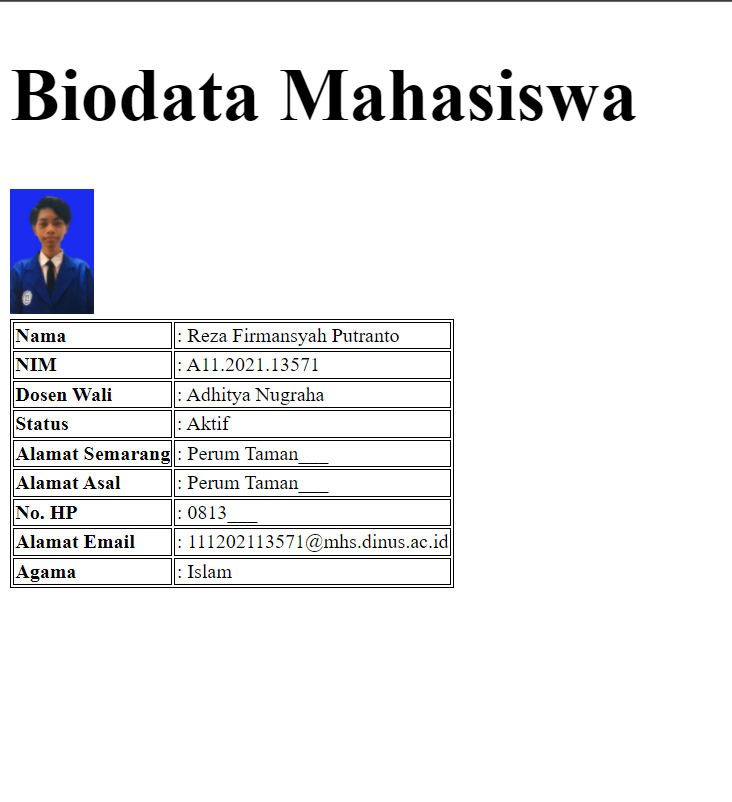 Biodata Mahasiswa
Nama : Reza Firmansyah Putranto
NIM : A11.2021.13571
Dosen Wali : Adhitya Nugraha
Status : Aktif
Alamat Semarang : Perum Taman___
Alamat Asal : Perum Taman___
No. HP : 0813___
Alamat Email : 111202113571@mhs.dinus.ac.id
Agama : Islam